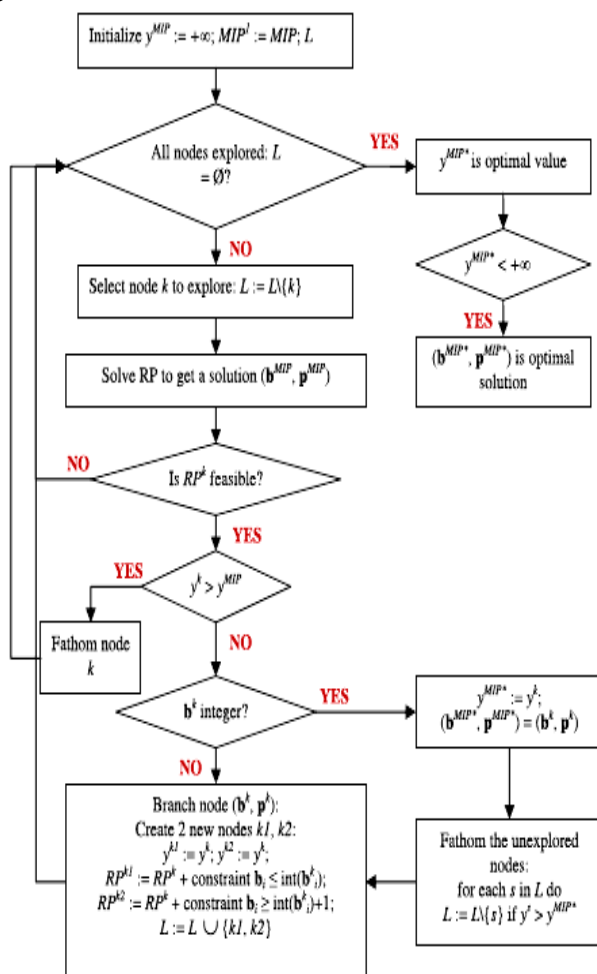 Initialize y^MIP := +∞; MIP^1 := MIP; L
All nodes explored: L
= Ø?
YES
y^MIP* is optimal value
NO
y^MIP* < +∞
Select node k to explore: L := L\{k}
YES
(b^MIP*, p^MIP*) is optimal
solution
Solve RP to get a solution (b^MIP, p^MIP)
NO
Is RP^k feasible?
YES
YES
y^k > y^MIP
Fathom node
k
NO
b^k integer?
YES
y^MIP* := y^k;
(b^MIP*, p^MIP*) = (b^k, p^k)
NO
Branch node (b^k, p^k):
Create 2 new nodes k1, k2:
y^k1 := y^k; y^k2 := y^k;
RP^k1 := RP^k + constraint b_i ≤ int(b^k_i);
RP^k2 := RP^k + constraint b_i ≥ int(b^k_i)+1;
L := L ∪ {k1, k2}
Fathom the unexplored
nodes:
for each s in L do
L := L\{s} if y^s > y^MIP*